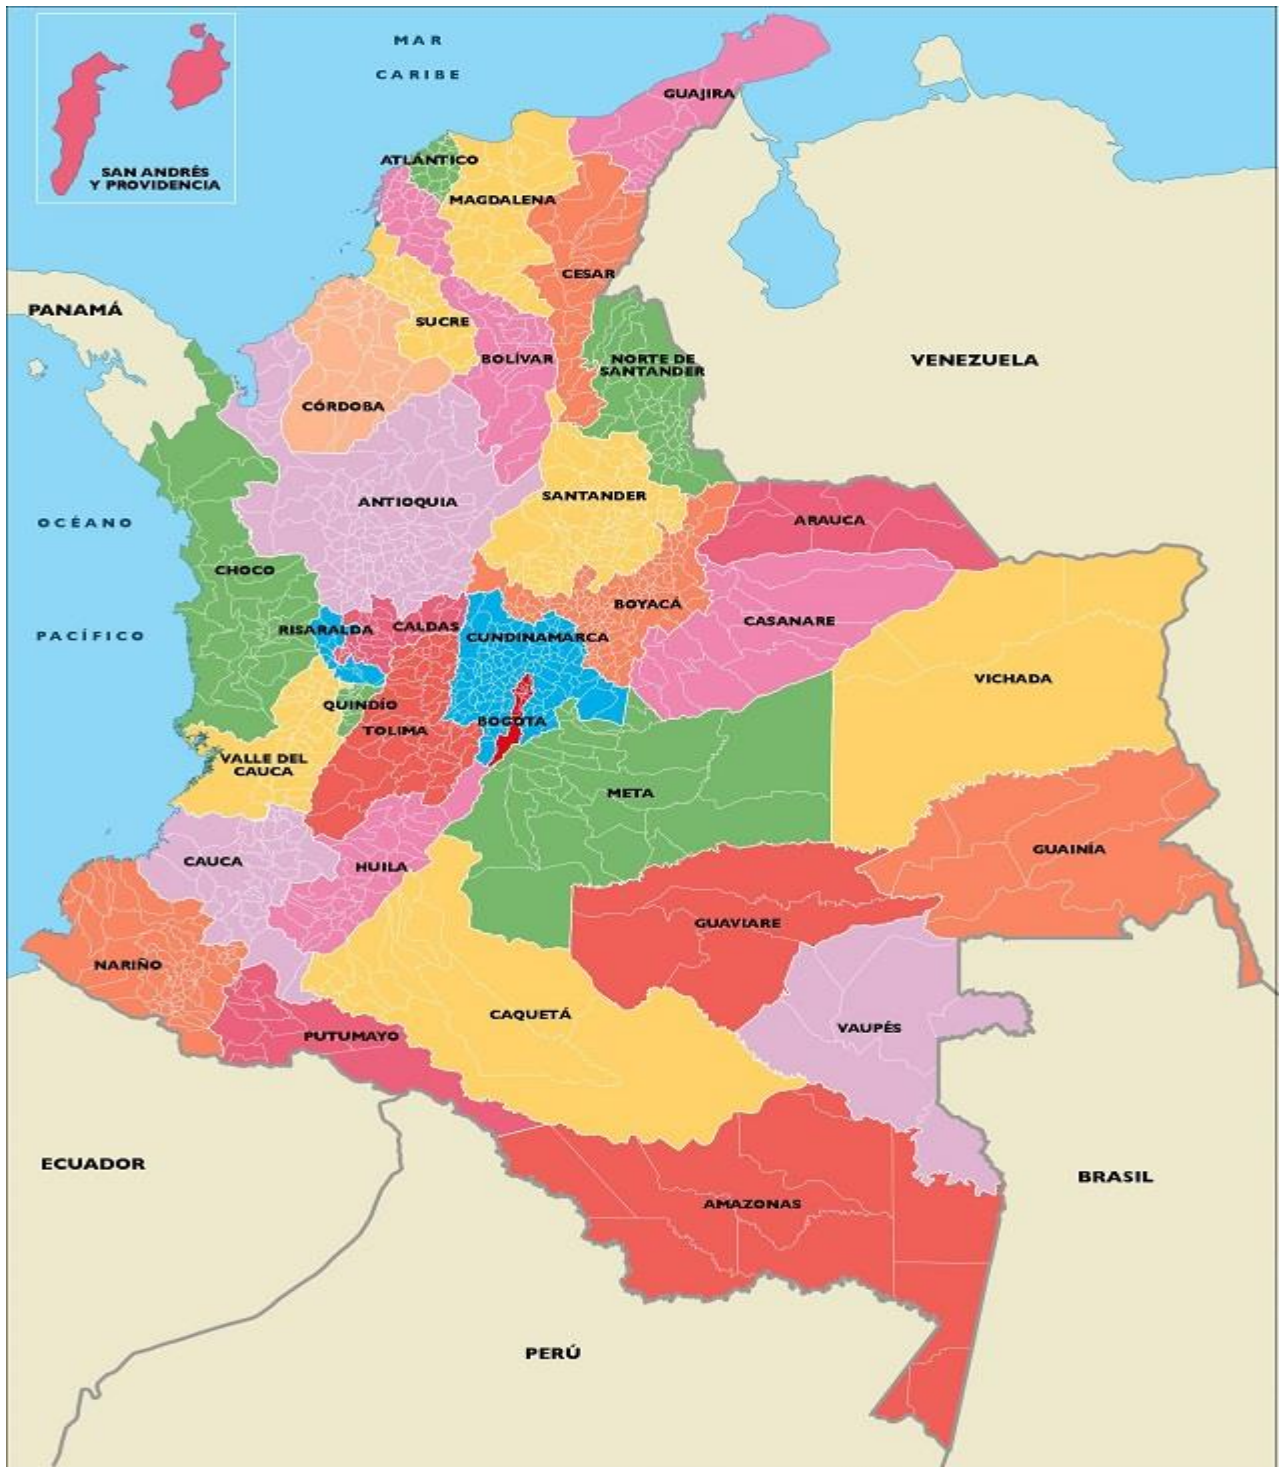 MAR
CARIBE
GUAJIRA
SAN ANDRÉS
Y PROVIDENCIA
ATLÁNTICO
MAGDALENA
CESAR
PANAMÁ
SUCRE
BOLÍVAR
NORTE DE
SANTANDER
VENEZUELA
CÓRDOBA
ANTIOQUIA
SANTANDER
ARAUCA
OCÉANO
PACÍFICO
CHOCO
BOYACÁ
CASANARE
RISARALDA
CALDAS
CUNDINAMARCA
VICHADA
QUINDÍO
BOGOTA
TOLIMA
VALLE DEL
CAUCA
META
CAUCA
HUILA
GUAINÍA
GUAVIARE
NARIÑO
CAQUETÁ
VAUPÉS
PUTUMAYO
ECUADOR
BRASIL
AMAZONAS
PERÚ